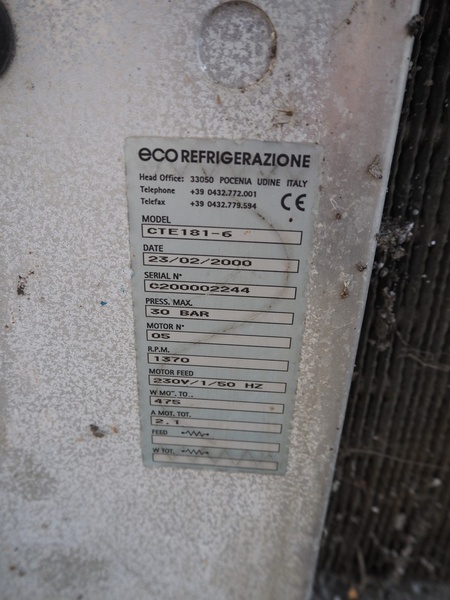 eco REFRIGERAZIONE
Head Office: 33050 POCENIA UDINE ITALY
Telephone +39 0432.772.001
Telefax +39 0432.779.594
CE
MODEL
CTE181-6
DATE
23/02/2000
SERIAL N°
C200002244
PRESS. MAX.
30 BAR
MOTOR N°
05
R.P.M.
1370
MOTOR FEED
230V/1/50 HZ
W MOT. TO
475
A MOT. TOT.
2.1
FEED
W TOT.